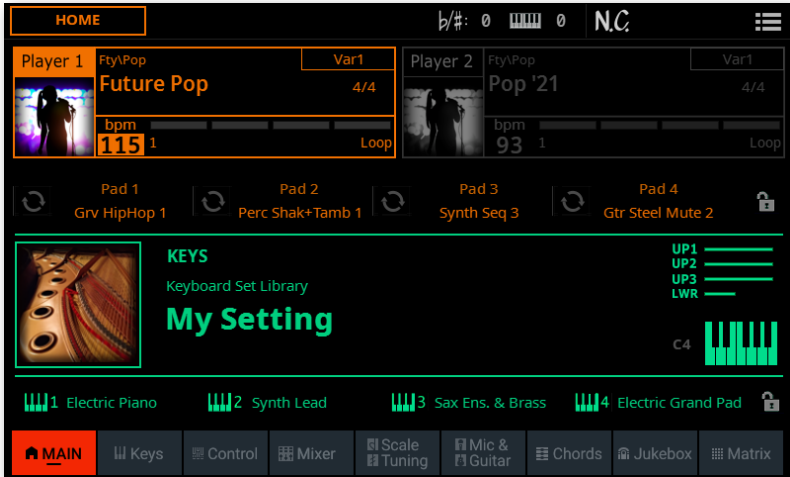 HOME
b/#: 0
0
N.C.
Player 1
Fty\Pop
Var1
Future Pop
4/4
bpm
115
1
Loop
Player 2
Fty\Pop
Var1
Pop '21
4/4
bpm
93
1
Loop
Pad 1
Grv HipHop 1
Pad 2
Perc Shak+Tamb 1
Pad 3
Synth Seq 3
Pad 4
Gtr Steel Mute 2
KEYS
Keyboard Set Library
My Setting
UP1
UP2
UP3
LWR
C4
1 Electric Piano
2 Synth Lead
3 Sax Ens. & Brass
4 Electric Grand Pad
MAIN
Keys
Control
Mixer
Scale
Tuning
Mic &
Guitar
Chords
Jukebox
Matrix